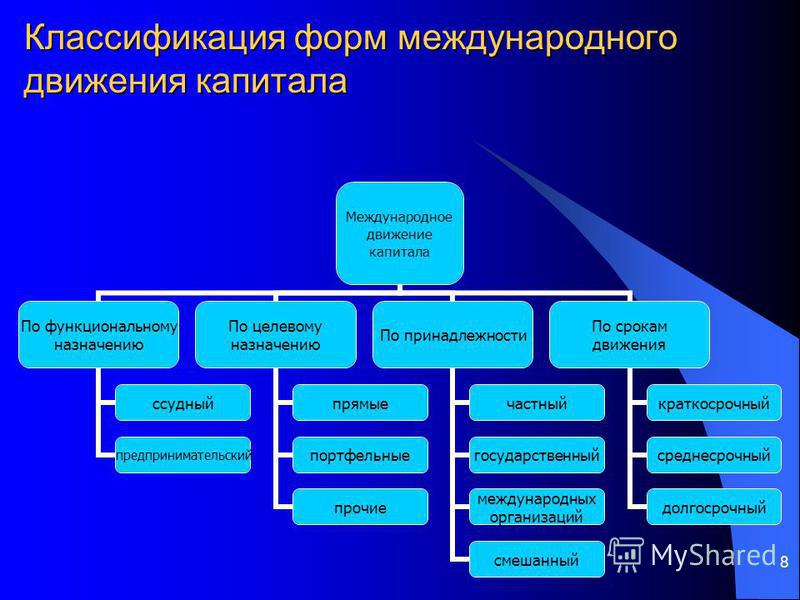 Классификация форм международного
движения капитала
Международное
движение
капитала
По функциональному
назначению
ссудный
предпринимательский
По целевому
назначению
прямые
портфельные
прочие
По принадлежности
частный
государственный
международных
организаций
смешанный
По срокам
движения
краткосрочный
среднесрочный
долгосрочный
MyShared
8